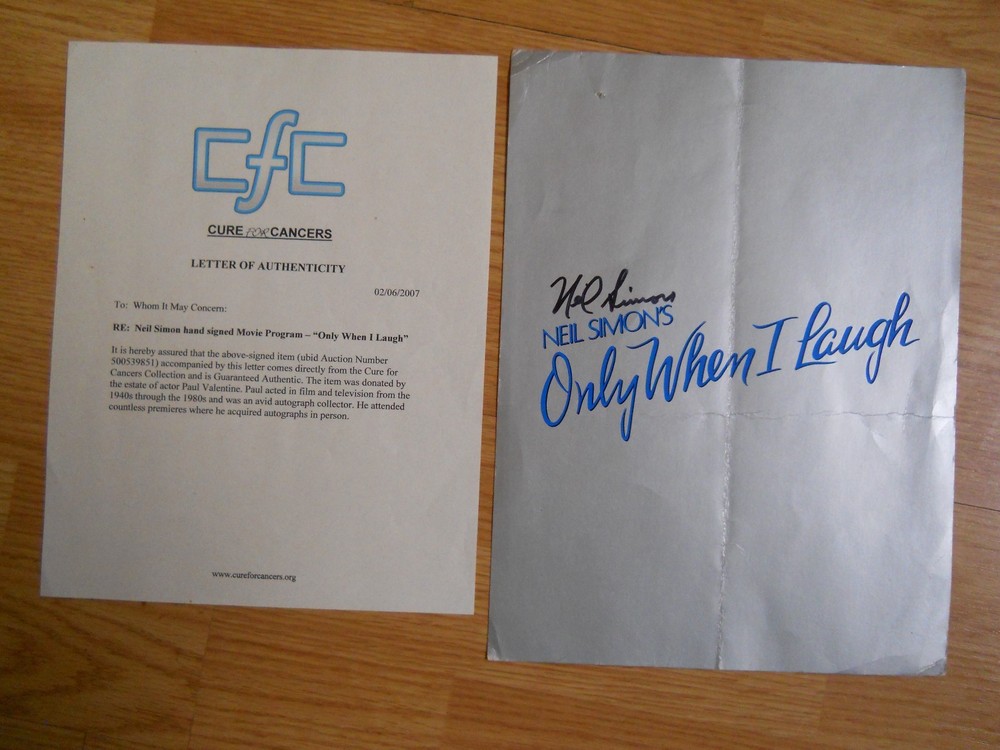 CFC
CURE FOR CANCERS
LETTER OF AUTHENTICITY
02/06/2007
To: Whom It May Concern:
RE: Neil Simon hand signed Movie Program – “Only When I Laugh”
It is hereby assured that the above-signed item (ubid Auction Number
500539851) accompanied by this letter comes directly from the Cure for
Cancers Collection and is Guaranteed Authentic. The item was donated by
the estate of actor Paul Valentine. Paul acted in film and television from the
1940s through the 1980s and was an avid autograph collector. He attended
countless premieres where he acquired autographs in person.
www.cureforcancers.org
Neil Simon
NEIL SIMON'S
Only When I Laugh